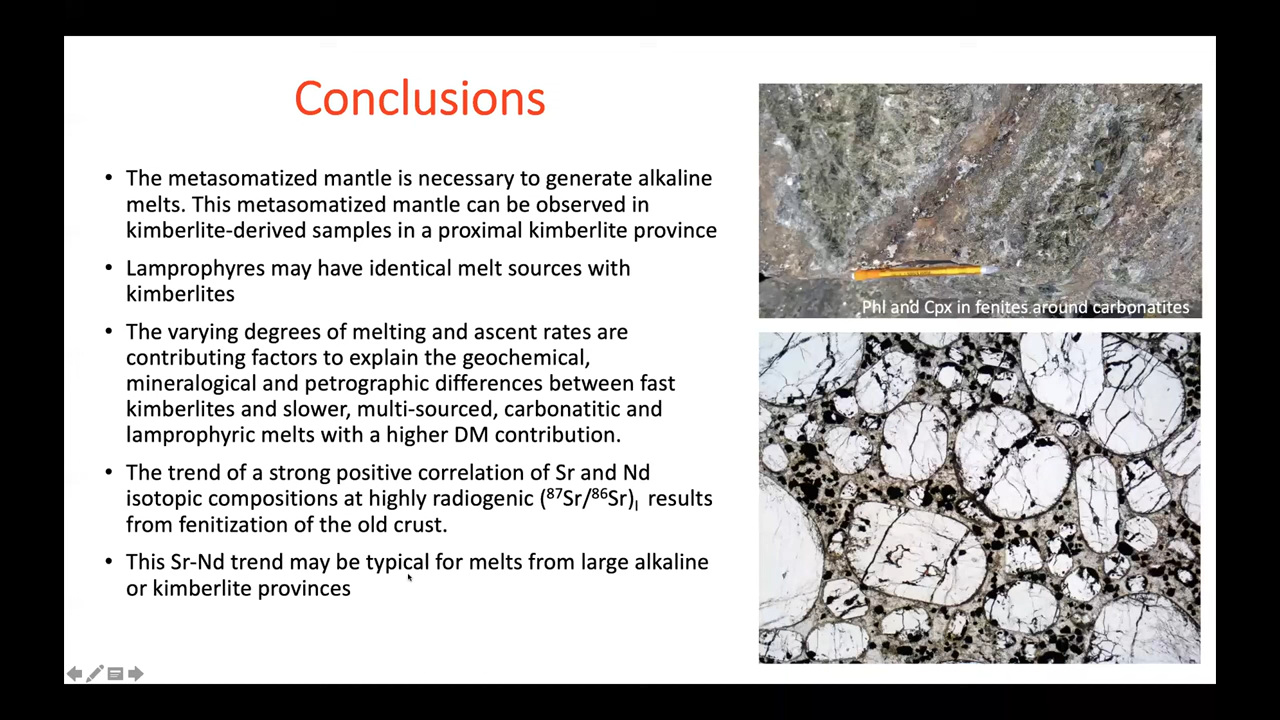 Conclusions
• The metasomatized mantle is necessary to generate alkaline
melts. This metasomatized mantle can be observed in
kimberlite-derived samples in a proximal kimberlite province
• Lamprophyres may have identical melt sources with
kimberlites
• The varying degrees of melting and ascent rates are
contributing factors to explain the geochemical,
mineralogical and petrographic differences between fast
kimberlites and slower, multi-sourced, carbonatitic and
lamprophyric melts with a higher DM contribution.
• The trend of a strong positive correlation of Sr and Nd
isotopic compositions at highly radiogenic (⁸⁷Sr/⁸⁶Sr)I results
from fenitization of the old crust.
• This Sr-Nd trend may be typical for melts from large alkaline
or kimberlite provinces
Phl and Cpx in fenites around carbonatites